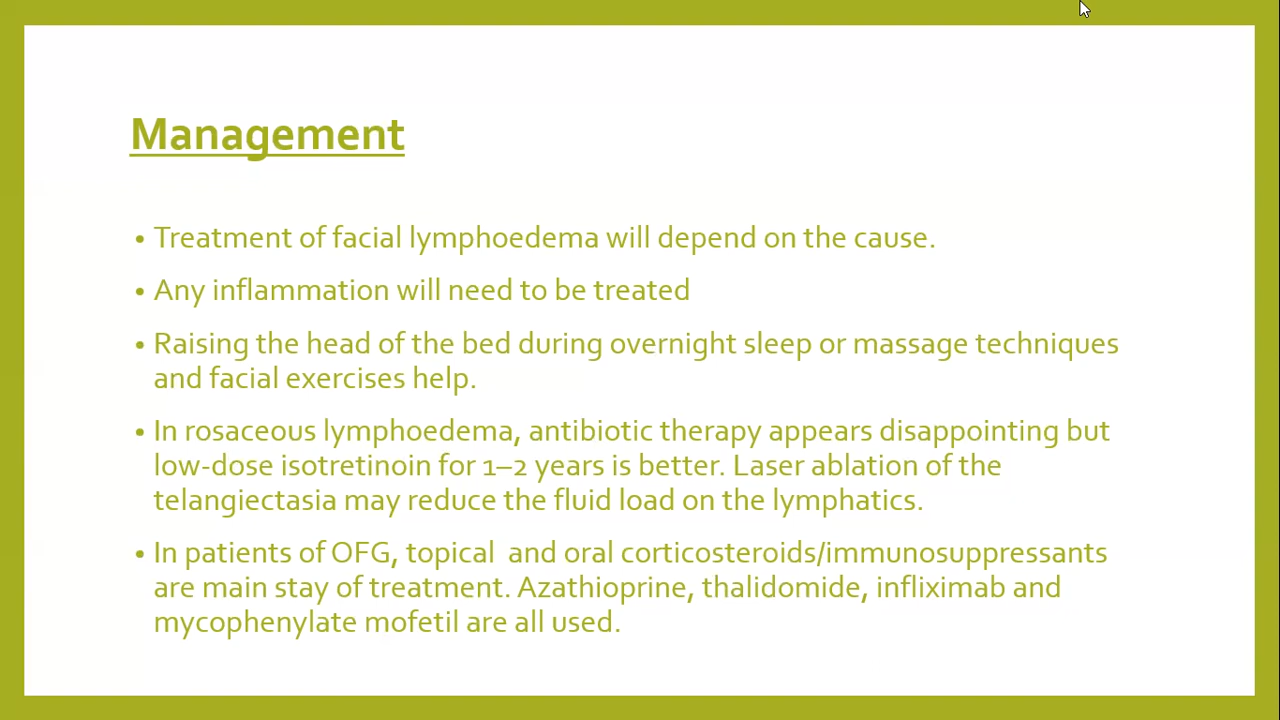 Management
• Treatment of facial lymphoedema will depend on the cause.
• Any inflammation will need to be treated
• Raising the head of the bed during overnight sleep or massage techniques
and facial exercises help.
• In rosaceous lymphoedema, antibiotic therapy appears disappointing but
low-dose isotretinoin for 1–2 years is better. Laser ablation of the
telangiectasia may reduce the fluid load on the lymphatics.
• In patients of OFG, topical  and oral corticosteroids/immunosuppressants
are main stay of treatment. Azathioprine, thalidomide, infliximab and
mycophenylate mofetil are all used.